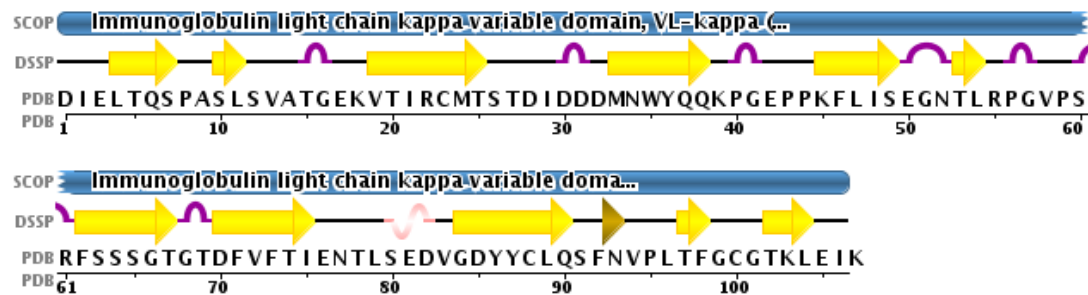 SCOP Immunoglobulin light chain kappa variable domain, VL-kappa (...
DSSP
PDB DIELTQSPASLSVATGEKVTIRCMTSTDIDDDMNWYQQKPGEPPKFLISEGNTLRPGVPS
PDB 1 10 20 30 40 50 60
SCOP Immunoglobulin light chain kappa variable doma...
DSSP
PDB RFSSSGTGTDFVFTIENTLSEDVGDYYCLQSFNVPLTFGCGTKLEIK
PDB 61 70 80 90 100